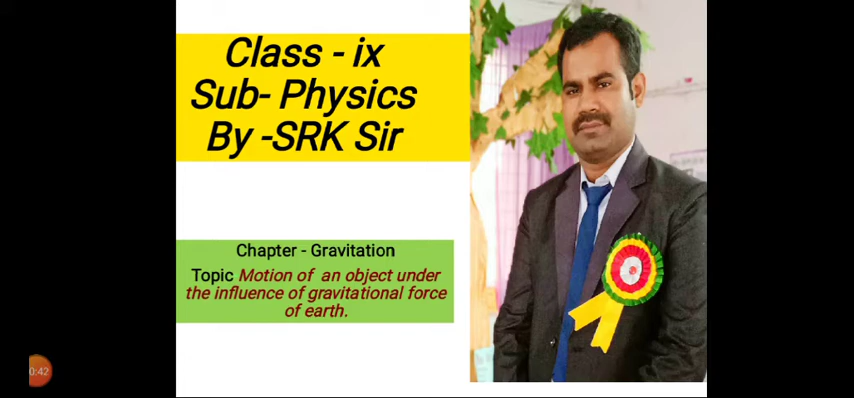 Class - ix
Sub- Physics
By -SRK Sir
Chapter - Gravitation
Topic Motion of an object under
the influence of gravitational force
of earth.
0:42